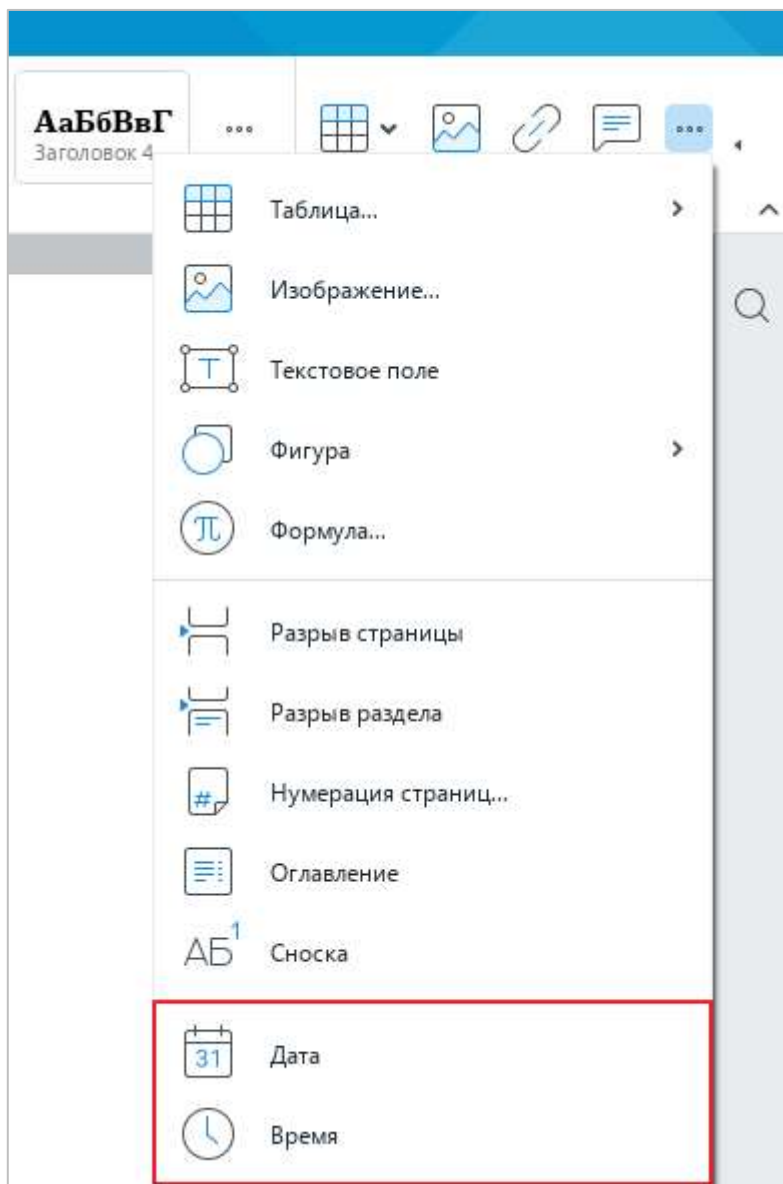 АаБбВвГ
Заголовок 4
Таблица...
Изображение...
Т Текстовое поле
Фигура
π Формула...
Разрыв страницы
Разрыв раздела
# Нумерация страниц...
Оглавление
АБ1 Сноска
31 Дата
Время